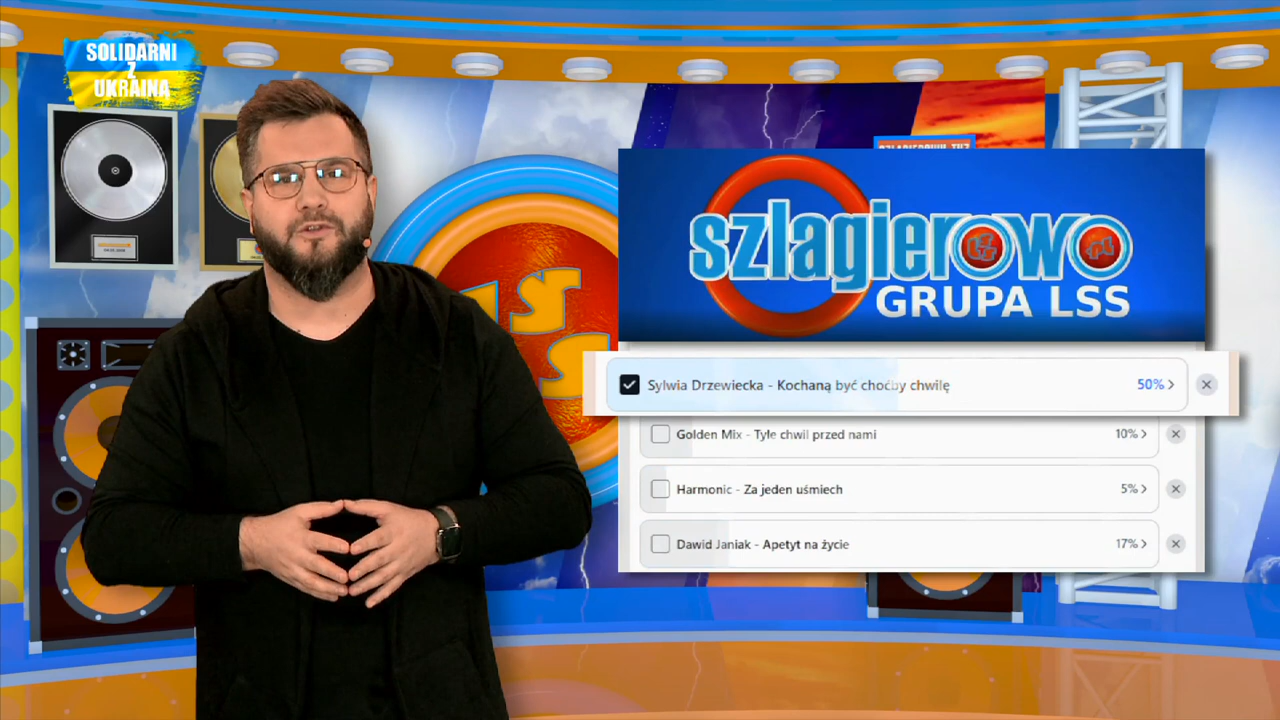 SOLIDARNI
Z
UKRAINĄ
szlagierowo
GRUPA LSS
Sylwia Drzewiecka - Kochaną być choćby chwilę
50%
Golden Mix - Tyle chwil przed nami
10%
Harmonic - Za jeden uśmiech
5%
Dawid Janiak - Apetyt na życie
17%